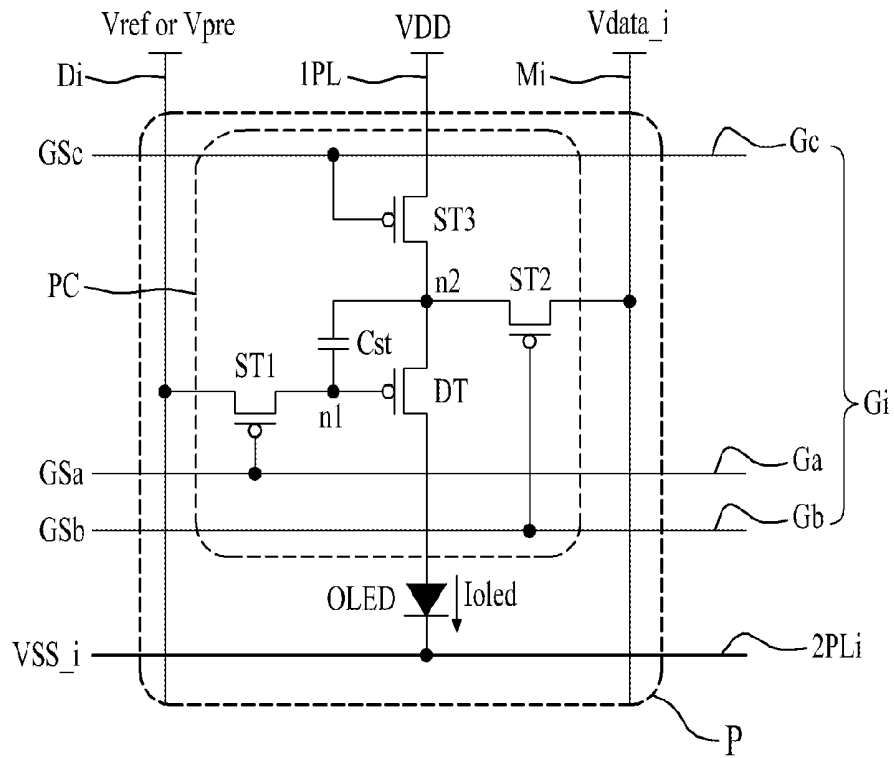 Vref or Vpre
VDD
Vdata_i
Di
1PL
Mi
GSc
Gc
ST3
PC
n2
ST2
Cst
ST1
DT
n1
Gi
GSa
Ga
GSb
Gb
OLED
Ioled
VSS_i
2PLi
P